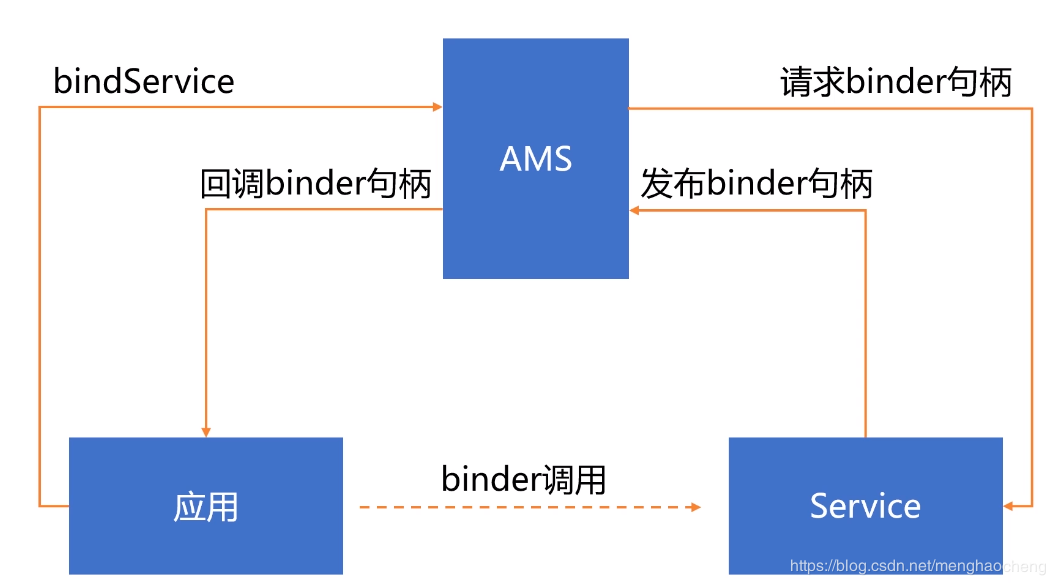 bindService
请求binder句柄
AMS
回调binder句柄
发布binder句柄
binder调用
应用
Service
https://blog.csdn.net/menghaocheng